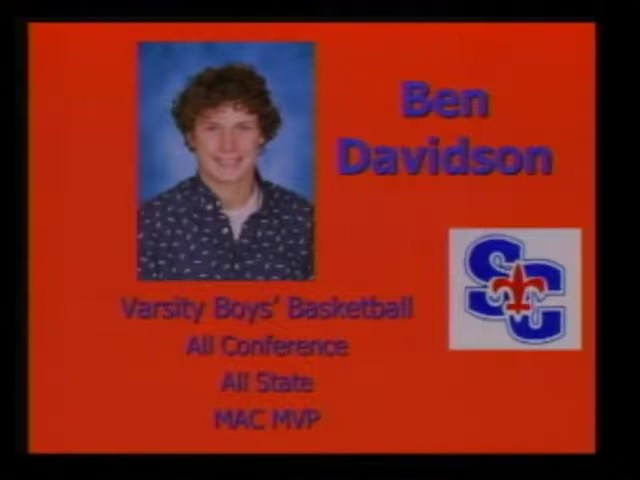 Ben
Davidson
SC
Varsity Boys' Basketball
All Conference
All State
MAC MVP